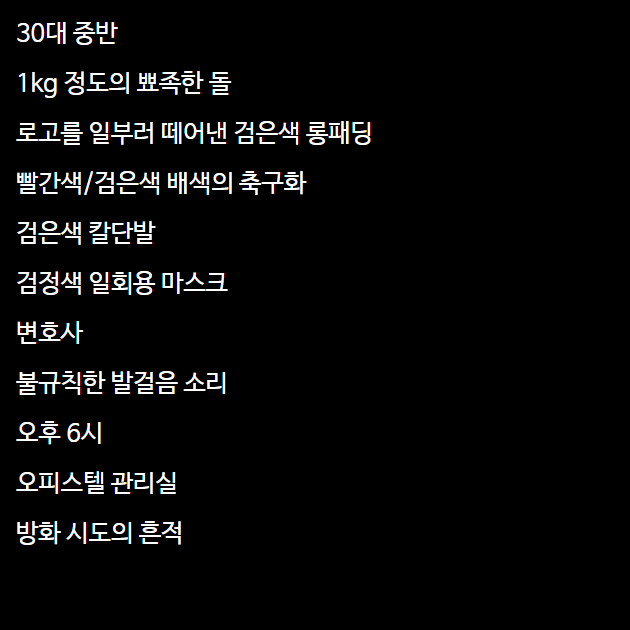 30대 중반
1kg 정도의 뾰족한 돌
로고를 일부러 떼어낸 검은색 롱패딩
빨간색/검은색 배색의 축구화
검은색 칼단발
검정색 일회용 마스크
변호사
불규칙한 발걸음 소리
오후 6시
오피스텔 관리실
방화 시도의 흔적